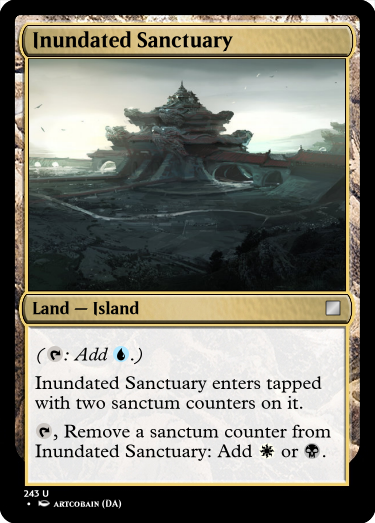 Inundated Sanctuary
Land — Island
(: Add .)
Inundated Sanctuary enters tapped
with two sanctum counters on it.
, Remove a sanctum counter from
Inundated Sanctuary: Add or .
243 U
• ARTCOBAIN (DA)